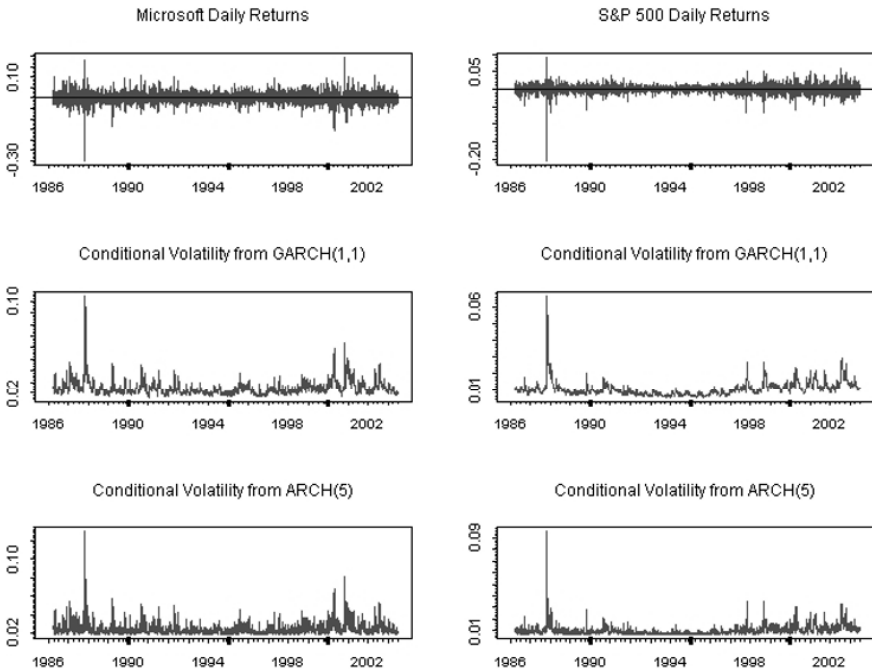 Microsoft Daily Returns
0.10
-0.30
1986 1990 1994 1998 2002
S&P 500 Daily Returns
0.05
-0.20
1986 1990 1994 1998 2002
Conditional Volatility from GARCH(1,1)
0.10
0.02
1986 1990 1994 1998 2002
Conditional Volatility from GARCH(1,1)
0.06
0.01
1986 1990 1994 1998 2002
Conditional Volatility from ARCH(5)
0.10
0.02
1986 1990 1994 1998 2002
Conditional Volatility from ARCH(5)
0.09
0.01
1986 1990 1994 1998 2002